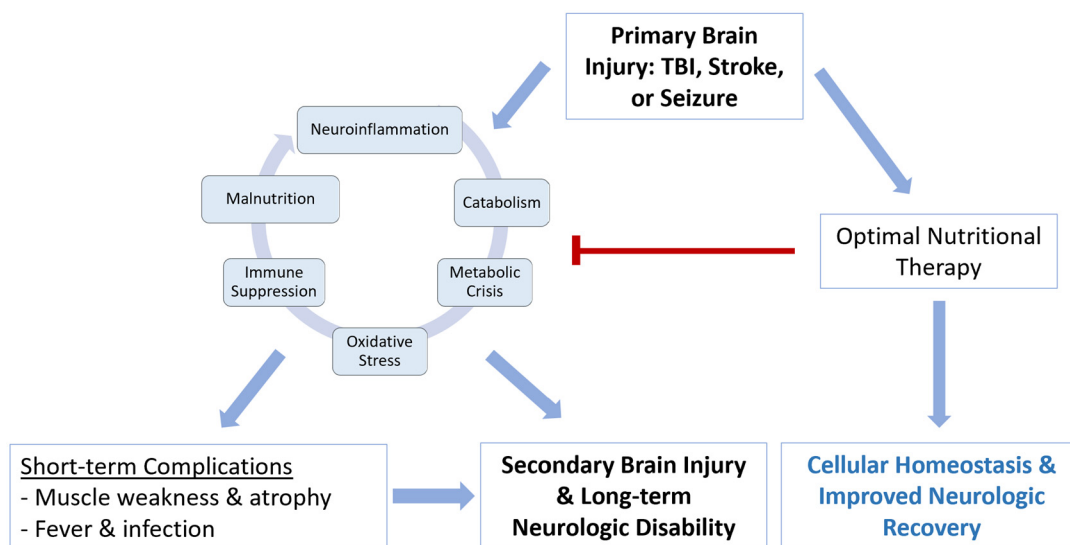 Primary Brain
Injury: TBI, Stroke,
or Seizure
Neuroinflammation
Catabolism
Metabolic
Crisis
Oxidative
Stress
Immune
Suppression
Malnutrition
Optimal Nutritional
Therapy
Short-term Complications
- Muscle weakness & atrophy
- Fever & infection
Secondary Brain Injury
& Long-term
Neurologic Disability
Cellular Homeostasis &
Improved Neurologic
Recovery